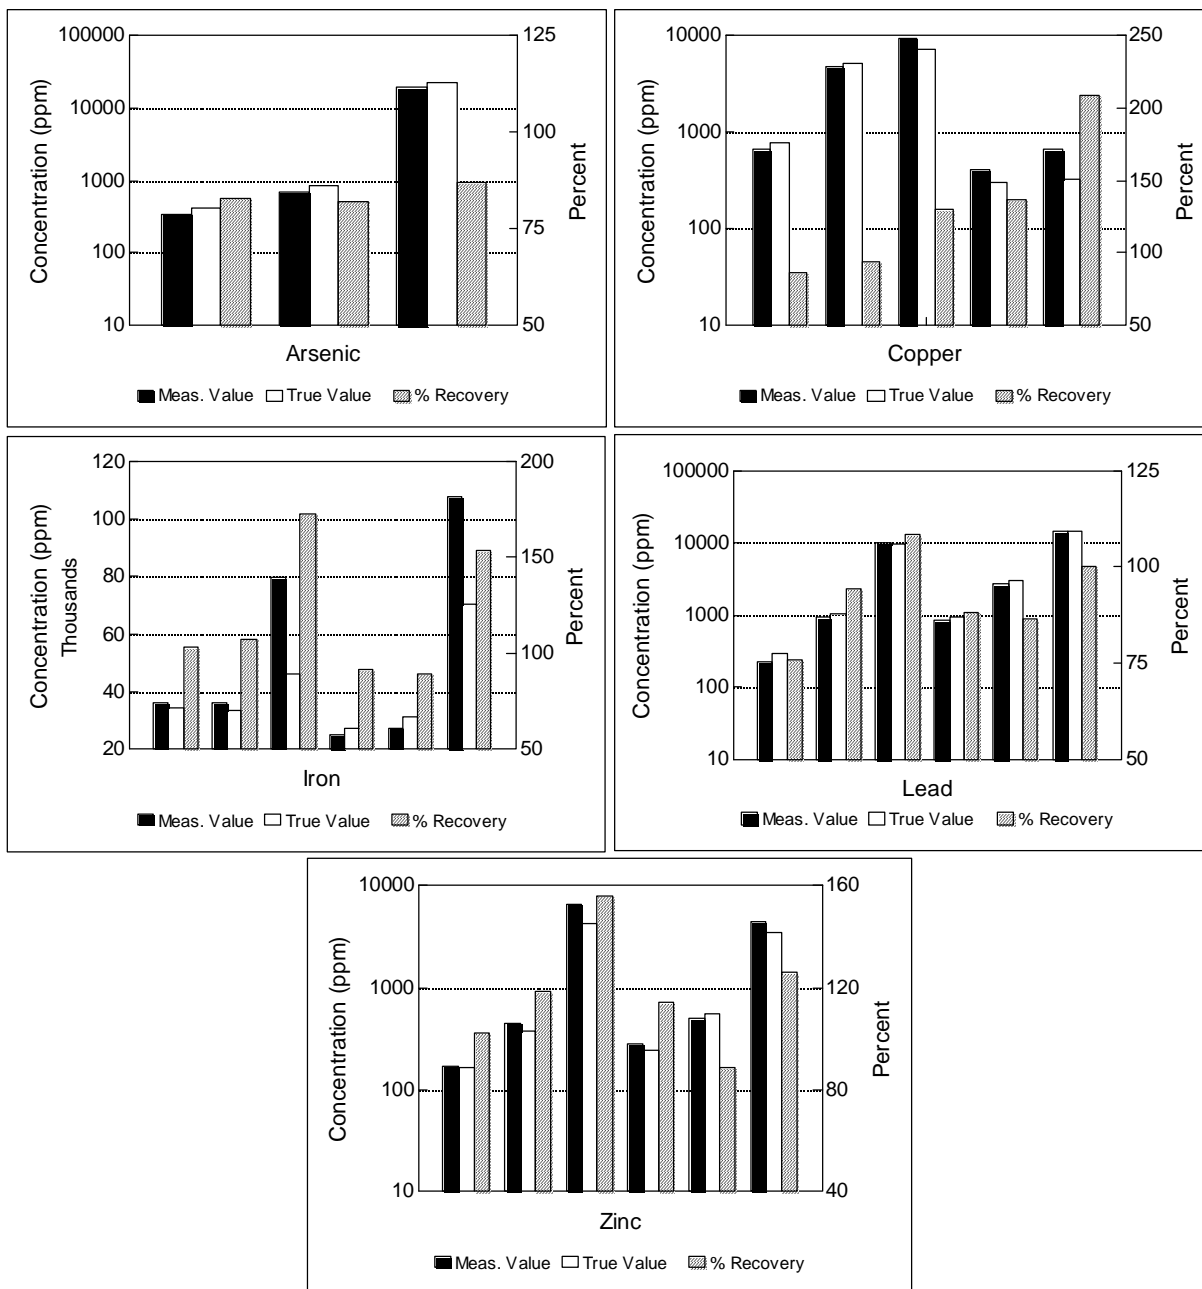 100000
10000
1000
100
10
Concentration (ppm)
125
100
75
50
Percent
Arsenic
Meas. Value True Value % Recovery
10000
1000
100
10
Concentration (ppm)
250
200
150
100
50
Percent
Copper
Meas. Value True Value % Recovery
120
100
80
60
40
20
Concentration (ppm)
Thousands
200
150
100
50
Percent
Iron
Meas. Value True Value % Recovery
100000
10000
1000
100
10
Concentration (ppm)
125
100
75
50
Percent
Lead
Meas. Value True Value % Recovery
10000
1000
100
10
Concentration (ppm)
160
120
80
40
Percent
Zinc
Meas. Value True Value % Recovery